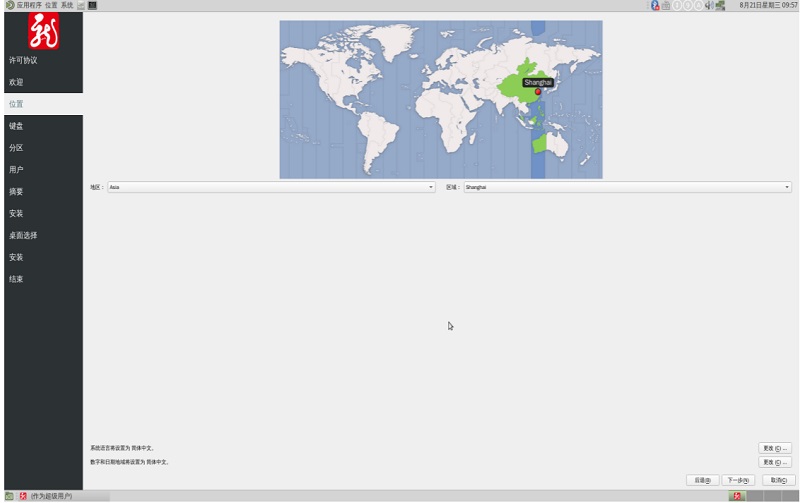 应用程序 位置 系统
8月21日星期三 09:57
许可协议
欢迎
位置
键盘
分区
用户
摘要
安装
桌面选择
安装
结束
Shanghai
地区： Asia
区域： Shanghai
系统语言将设置为 简体中文。
更改 (C) ...
数字和日期地域将设置为 简体中文。
更改 (C) ...
后退(B) 下一步(N) 取消(C)
(作为超级用户)